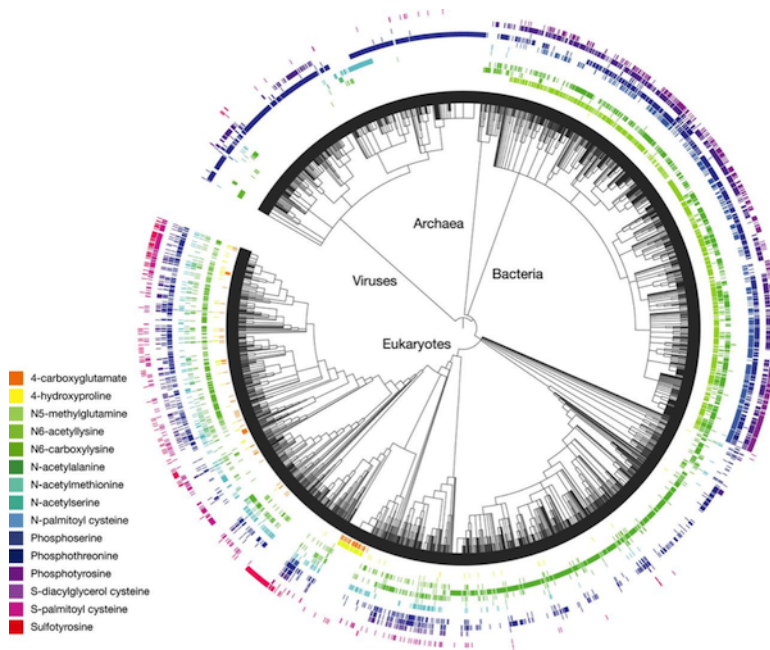 Archaea
Bacteria
Viruses
Eukaryotes
4-carboxyglutamate
4-hydroxyproline
N5-methylglutamine
N6-acetyllysine
N6-carboxylysine
N-acetylalanine
N-acetylmethionine
N-acetylserine
N-palmitoyl cysteine
Phosphoserine
Phosphothreonine
Phosphotyrosine
S-diacylglycerol cysteine
S-palmitoyl cysteine
Sulfotyrosine